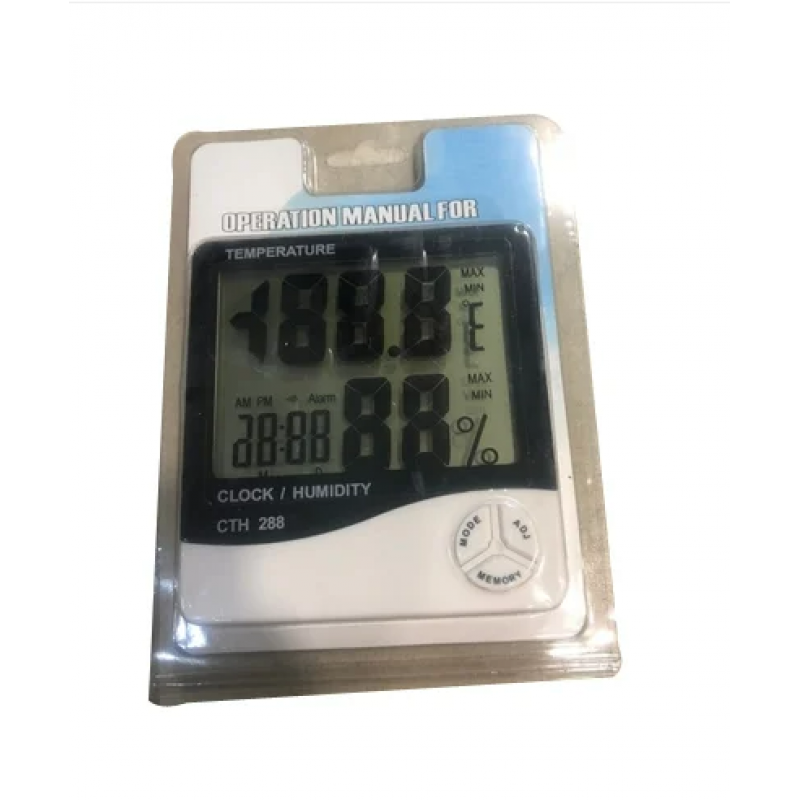 OPERATION MANUAL FOR
TEMPERATURE
MAX
MIN
188.8 °C
MAX
MIN
AM PM Alarm
88:88 88 %
M D
CLOCK / HUMIDITY
CTH 288
MODE
ADJ
MEMORY